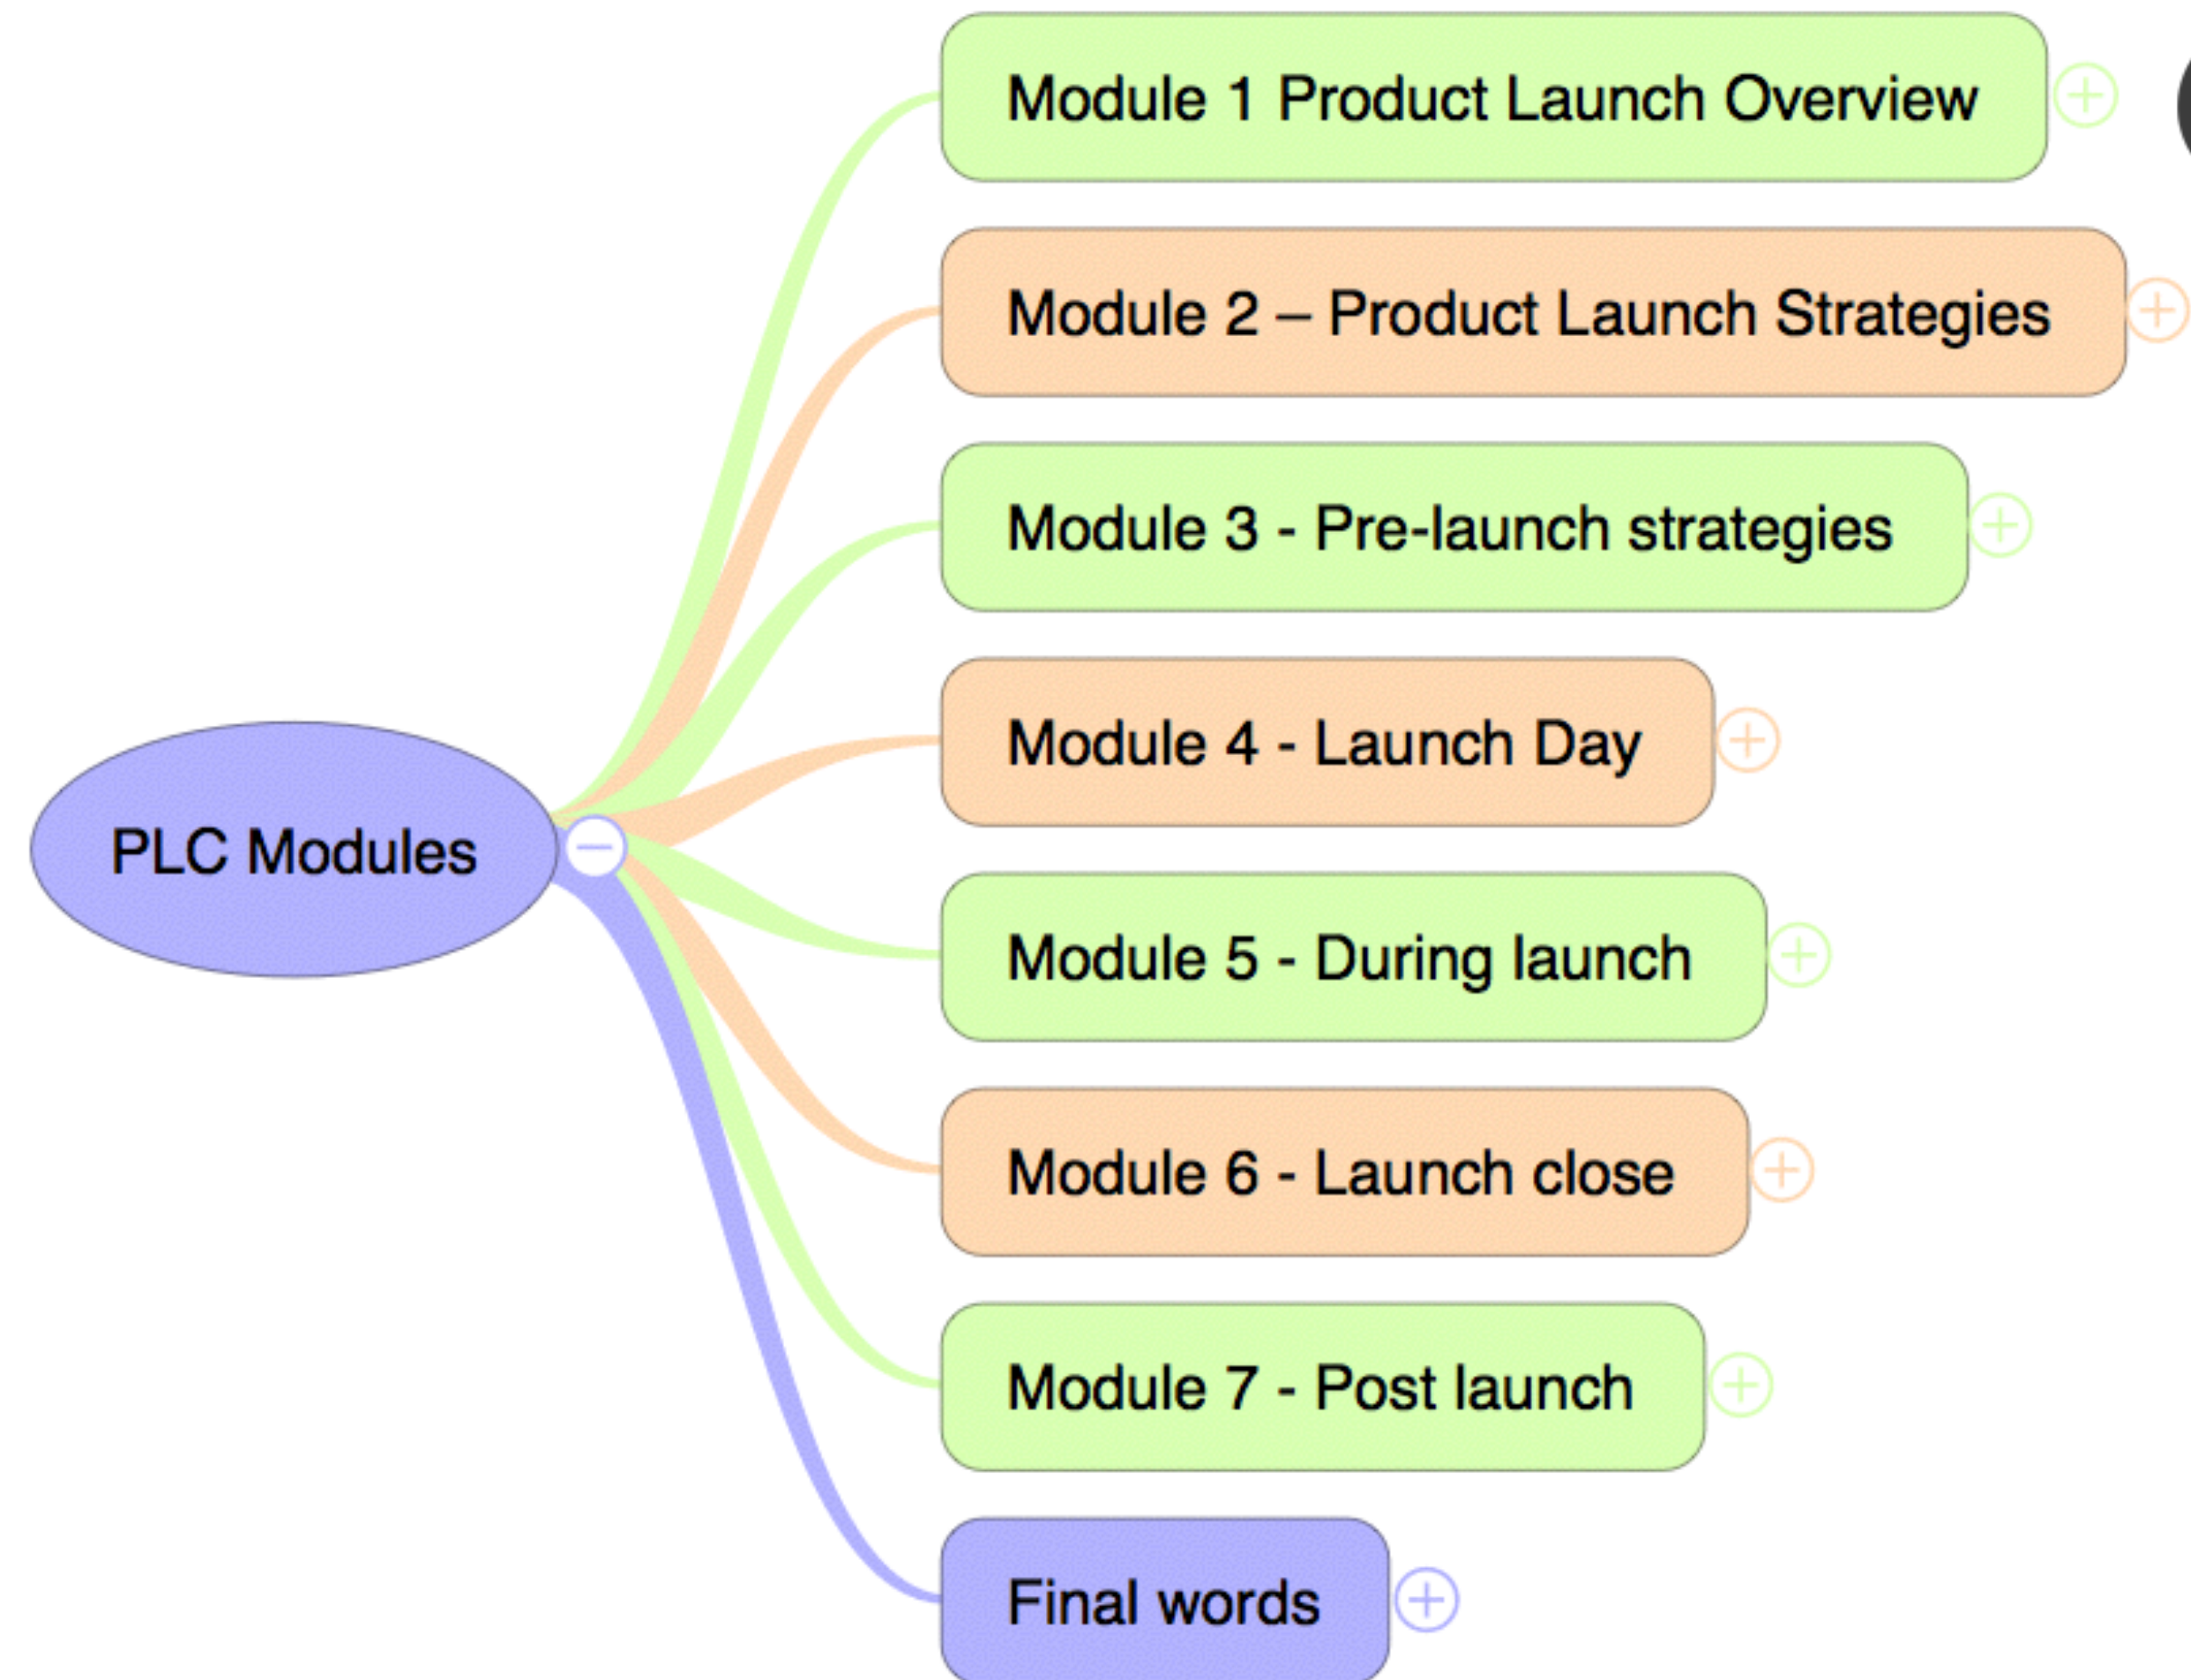 Module 1 Product Launch Overview
Module 2 – Product Launch Strategies
Module 3 - Pre-launch strategies
Module 4 - Launch Day
PLC Modules
Module 5 - During launch
Module 6 - Launch close
Module 7 - Post launch
Final words